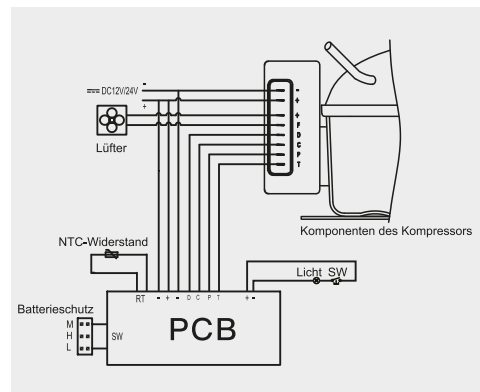 -
DC12V/24V
+
-
+
+
F
D
C
P
T
Lüfter
Komponenten des Kompressors
NTC-Widerstand
Licht SW
RT - + - D C P T + -
Batterieschutz
M
H
L
SW
PCB